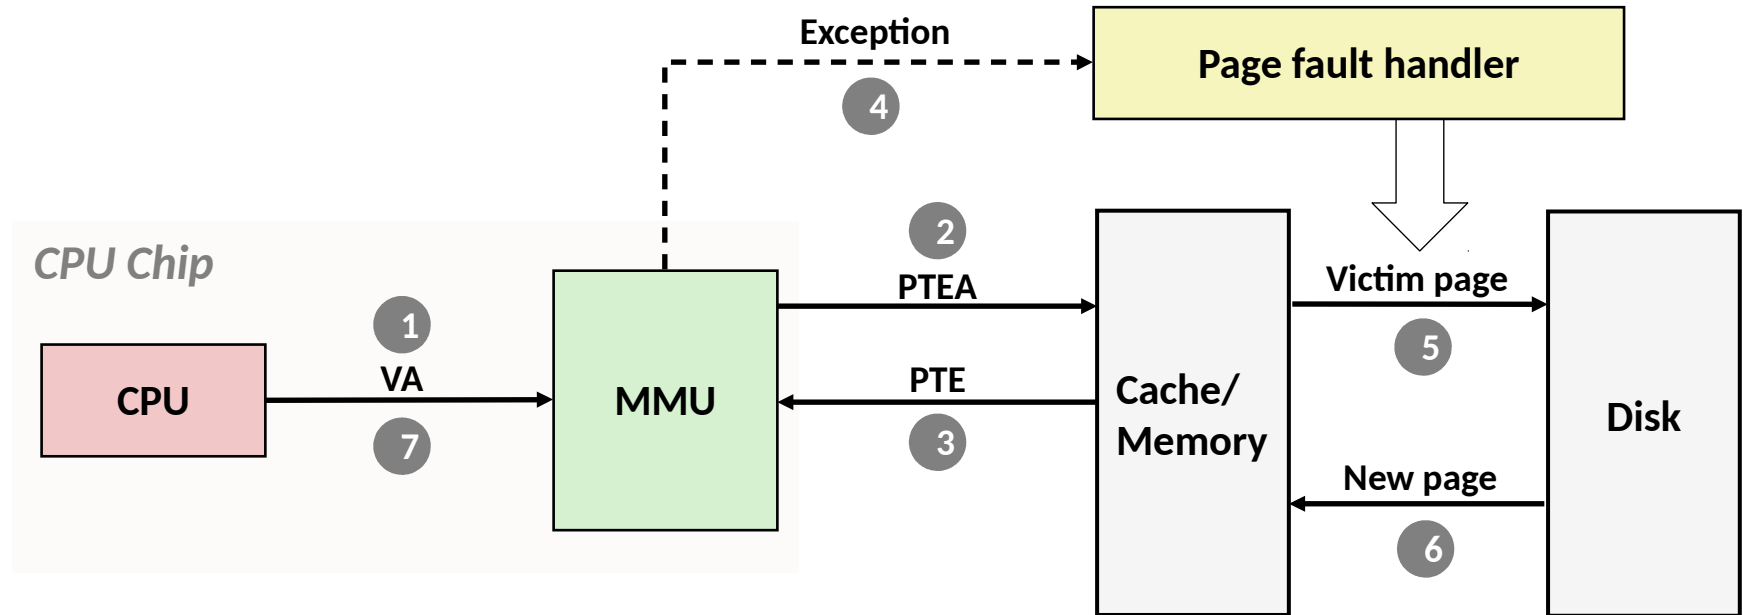 Exception
Page fault handler
4
2
CPU Chip
PTEA
Victim page
1
5
VA
PTE
CPU
MMU
Cache/
Memory
Disk
7
3
New page
6